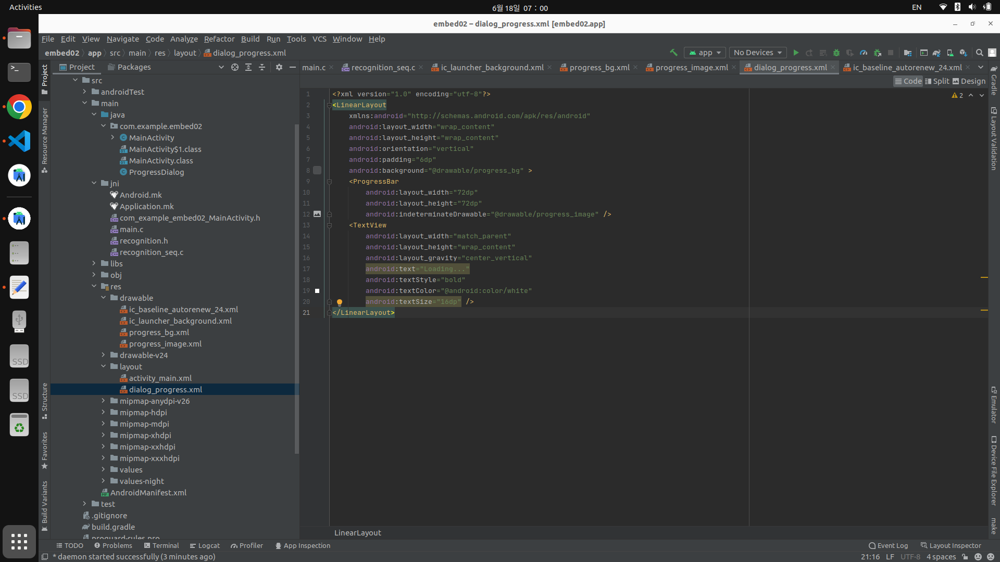 Activities
6월 18일 07 : 00
EN
embed02 – dialog_progress.xml [embed02.app]
File Edit View Navigate Code Analyze Refactor Build Run Tools VCS Window Help
embed02 app src main res layout dialog_progress.xml
app
No Devices
Project
Packages
main.c
recognition_seq.c
ic_launcher_background.xml
progress_bg.xml
progress_image.xml
dialog_progress.xml
ic_baseline_autorenew_24.xml
Code
Split
Design
Project
Resource Manager
Structure
Favorites
Build Variants
src
androidTest
main
java
com.example.embed02
MainActivity
MainActivity$1.class
MainActivity.class
ProgressDialog
jni
Android.mk
Application.mk
com_example_embed02_MainActivity.h
main.c
recognition.h
recognition_seq.c
libs
obj
res
drawable
ic_baseline_autorenew_24.xml
ic_launcher_background.xml
progress_bg.xml
progress_image.xml
drawable-v24
layout
activity_main.xml
dialog_progress.xml
mipmap-anydpi-v26
mipmap-hdpi
mipmap-mdpi
mipmap-xhdpi
mipmap-xxhdpi
mipmap-xxxhdpi
values
values-night
AndroidManifest.xml
test
.gitignore
build.gradle
proguard-rules.pro
1 <?xml version="1.0" encoding="utf-8"?>
2 <LinearLayout
3 xmlns:android="http://schemas.android.com/apk/res/android"
4 android:layout_width="wrap_content"
5 android:layout_height="wrap_content"
6 android:orientation="vertical"
7 android:padding="6dp"
8 android:background="@drawable/progress_bg" >
9 <ProgressBar
10 android:layout_width="72dp"
11 android:layout_height="72dp"
12 android:indeterminateDrawable="@drawable/progress_image" />
13 <TextView
14 android:layout_width="match_parent"
15 android:layout_height="wrap_content"
16 android:layout_gravity="center_vertical"
17 android:text="Loading..."
18 android:textStyle="bold"
19 android:textColor="@android:color/white"
20 android:textSize="16dp" />
21 </LinearLayout>
2
LinearLayout
Gradle
Layout Validation
Emulator
Device File Explorer
make
SSD
SSD
TODO
Problems
Terminal
Logcat
Profiler
App Inspection
Event Log
Layout Inspector
* daemon started successfully (3 minutes ago)
21:16 LF UTF-8 4 spaces